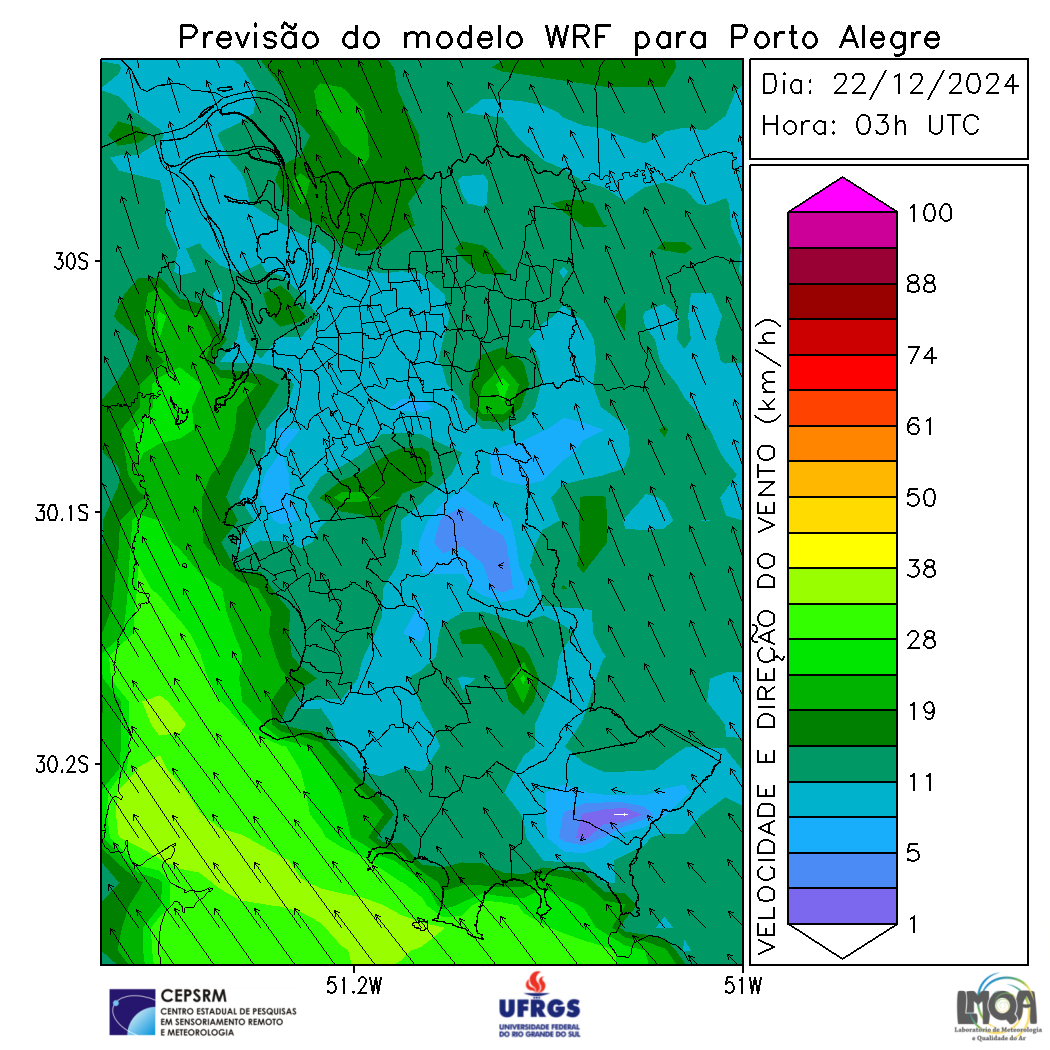 Previsão do modelo WRF para Porto Alegre
Dia: 22/12/2024
Hora: 03h UTC
30S
30.1S
30.2S
51.2W
51W
VELOCIDADE E DIREÇÃO DO VENTO (km/h)
100
88
74
61
50
38
28
19
11
5
1
CEPSRM
CENTRO ESTADUAL DE PESQUISAS
EM SENSORIAMENTO REMOTO
E METEOROLOGIA
UFRGS
UNIVERSIDADE FEDERAL
DO RIO GRANDE DO SUL
LMQA
Laboratório de Meteorologia
e Qualidade do Ar